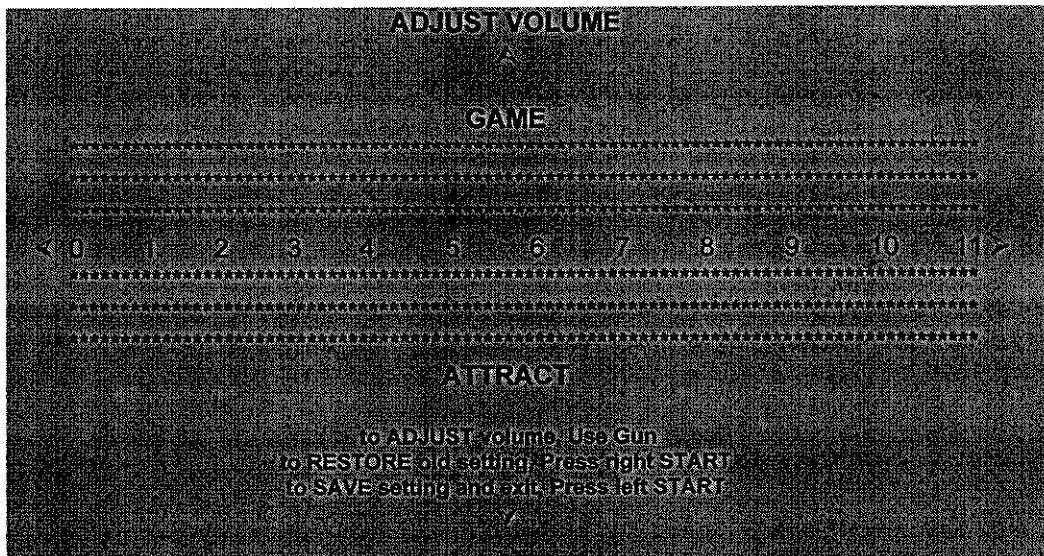 ADJUST VOLUME
GAME
0 1 2 3 4 5 6 7 8 9 10 11
ATTRACT
to ADJUST volume, Use Gun
to RESTORE old setting, Press right START
to SAVE setting and exit, Press left START